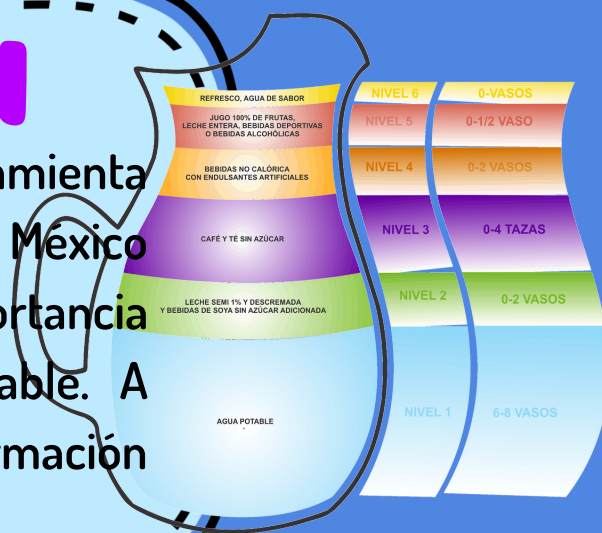 amienta
México
ortancia
able. A
rmación
REFRESCO, AGUA DE SABOR
JUGO 100% DE FRUTAS,
LECHE ENTERA, BEBIDAS DEPORTIVAS
O BEBIDAS ALCOHÓLICAS
BEBIDAS NO CALÓRICA
CON ENDULSANTES ARTIFICIALES
CAFÉ Y TÉ SIN AZÚCAR
LECHE SEMI 1% Y DESCREMADA
Y BEBIDAS DE SOYA SIN AZÚCAR ADICIONADA
AGUA POTABLE
NIVEL 6 0-VASOS
NIVEL 5 0-1/2 VASO
NIVEL 4 0-2 VASOS
NIVEL 3 0-4 TAZAS
NIVEL 2 0-2 VASOS
NIVEL 1 6-8 VASOS